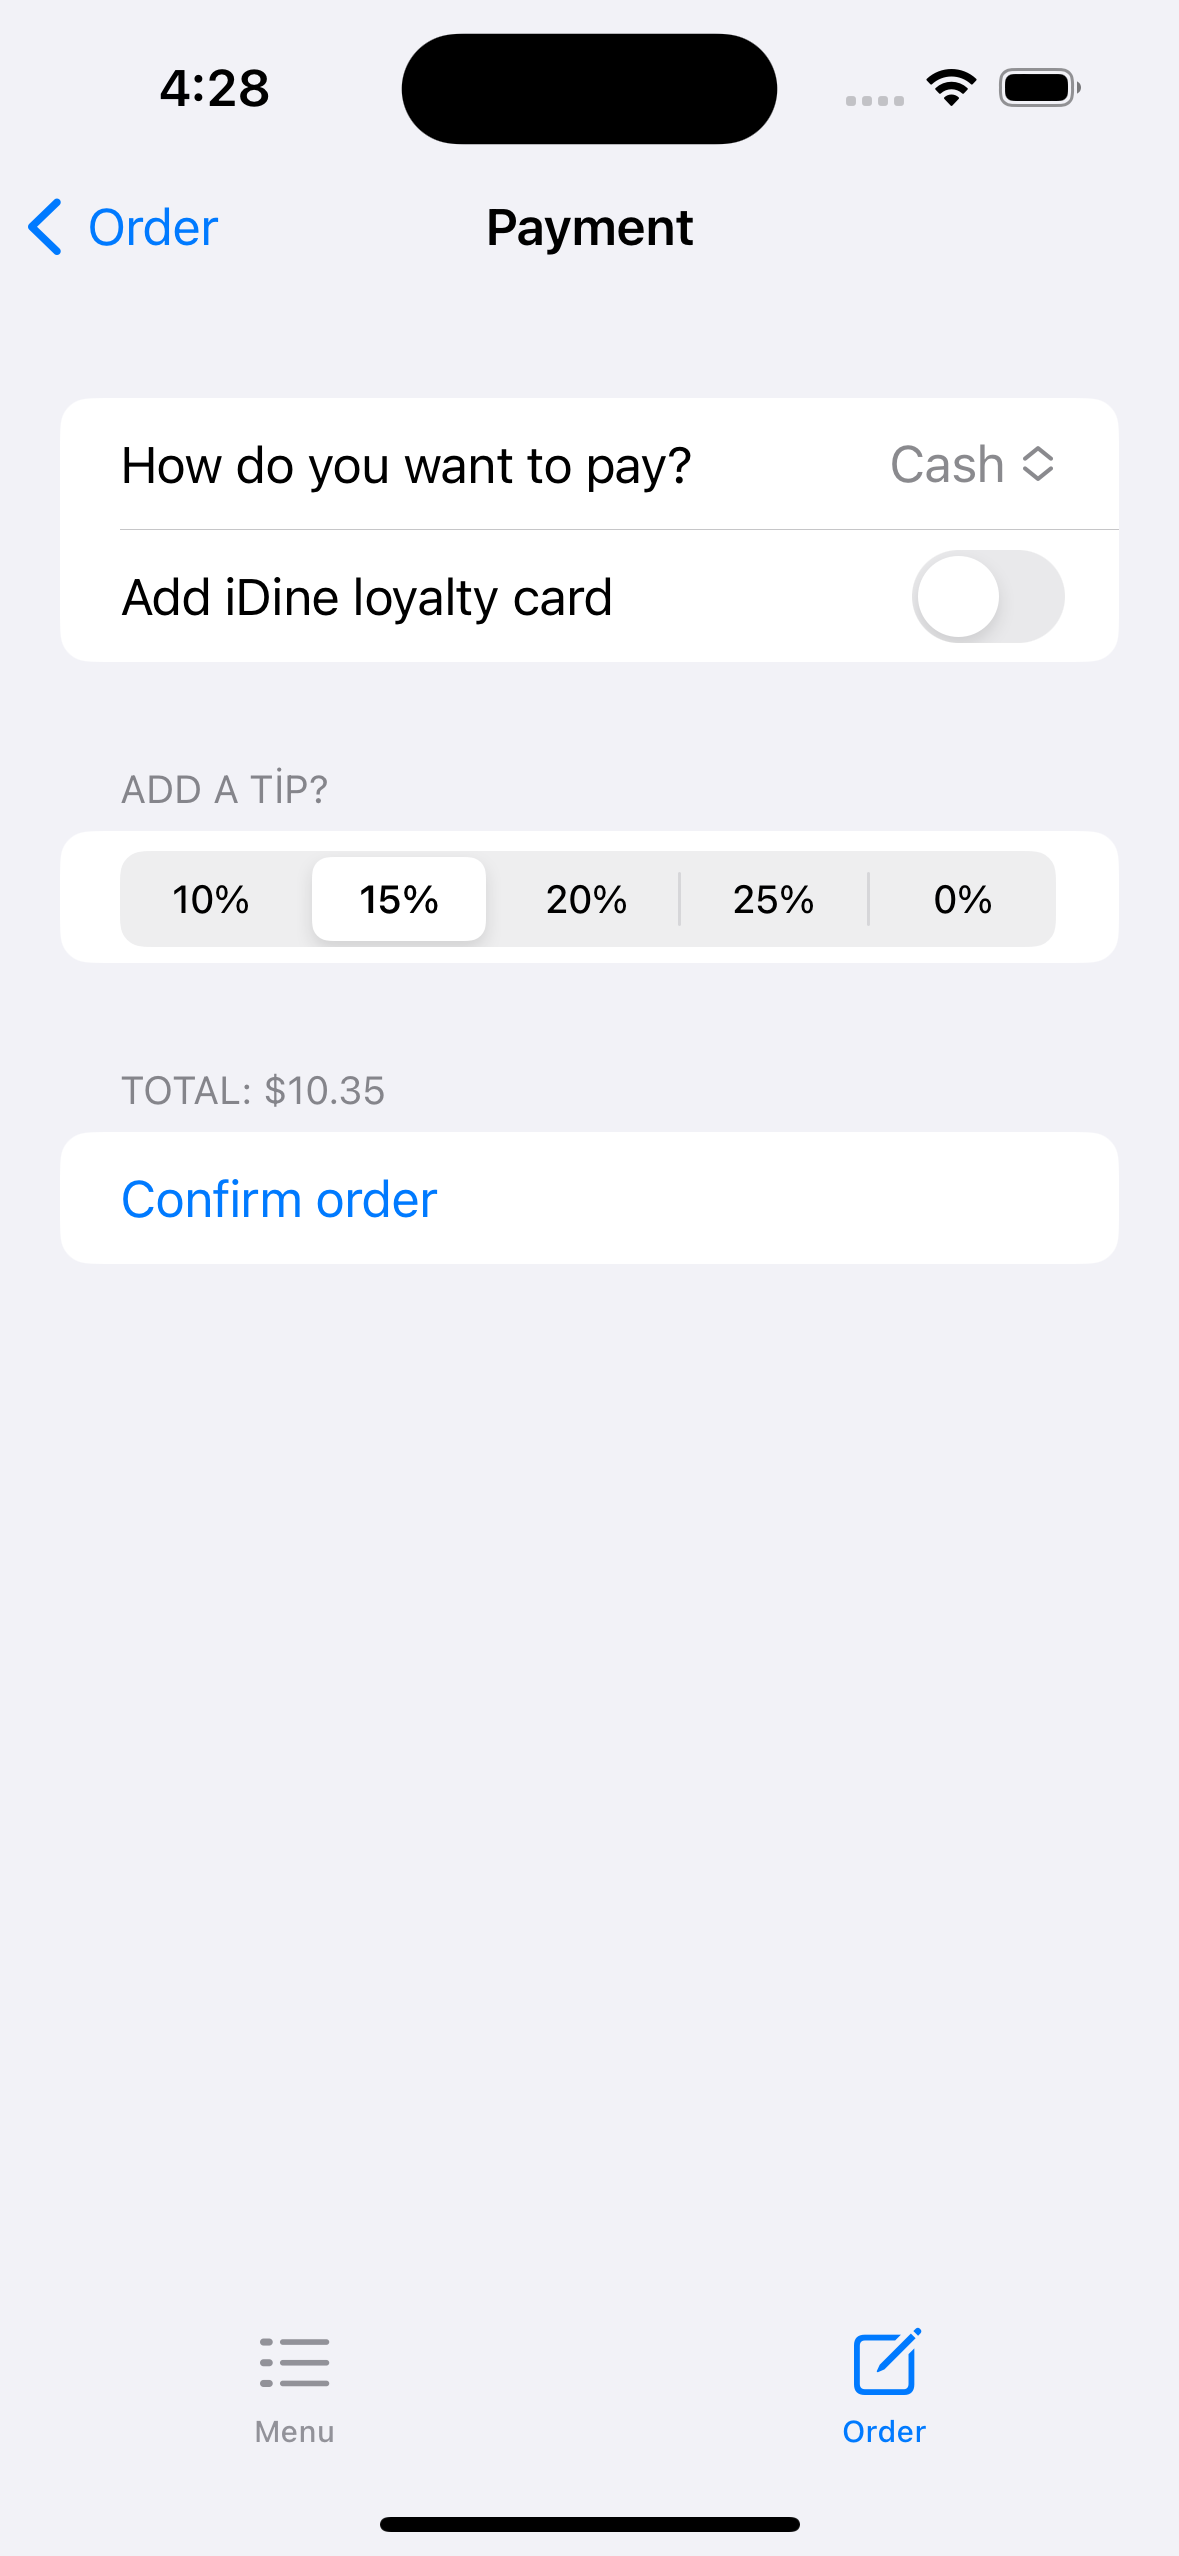 4:28
Order
Payment
How do you want to pay? Cash
Add iDine loyalty card
ADD A TİP?
10% 15% 20% 25% 0%
TOTAL: $10.35
Confirm order
Menu Order